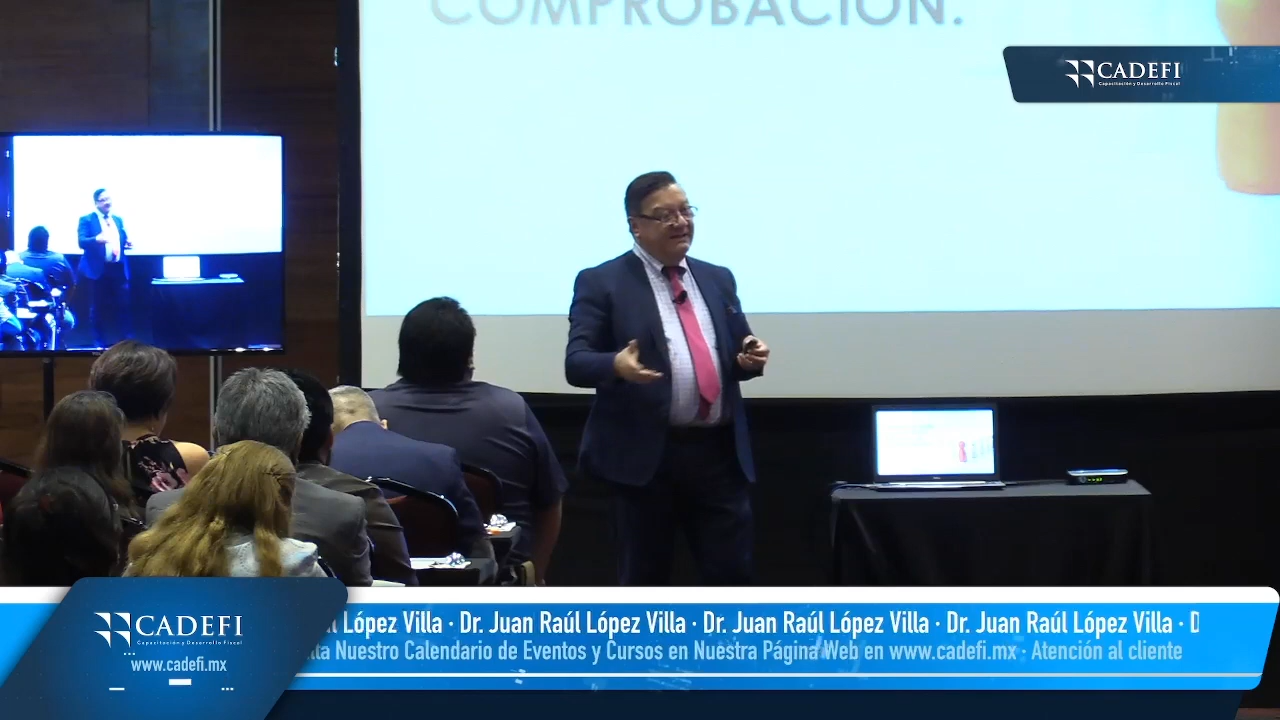 COMPROBACIÓN.
CADEFI
Capacitación y Desarrollo Fiscal
CADEFI
Capacitación y Desarrollo Fiscal
www.cadefi.mx
López Villa · Dr. Juan Raúl López Villa · Dr. Juan Raúl López Villa · Dr. Juan Raúl López Villa · D
Nuestro Calendario de Eventos y Cursos en Nuestra Página Web en www.cadefi.mx · Atención al cliente